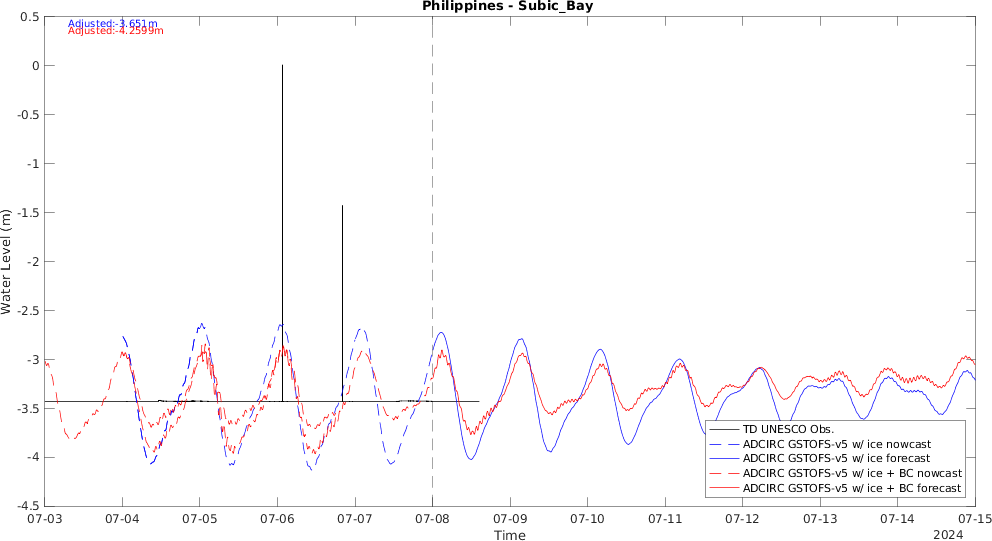 Philippines - Subic_Bay
Adjusted:-3.651m
Adjusted:-4.2599m
0.5
0
-0.5
-1
-1.5
-2
-2.5
-3
-3.5
-4
-4.5
Water Level (m)
TD UNESCO Obs.
ADCIRC GSTOFS-v5 w/ ice nowcast
ADCIRC GSTOFS-v5 w/ ice forecast
ADCIRC GSTOFS-v5 w/ ice + BC nowcast
ADCIRC GSTOFS-v5 w/ ice + BC forecast
07-03 07-04 07-05 07-06 07-07 07-08 07-09 07-10 07-11 07-12 07-13 07-14 07-15
Time
2024